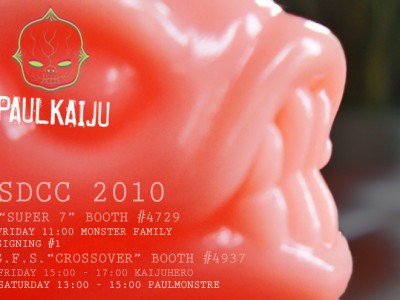 PAULKAIJU
SDCC 2010
"SUPER 7" BOOTH #4729
FRIDAY 11:00 MONSTER FAMILY
SIGNING #1
G.F.S."CROSSOVER" BOOTH #4937
FRIDAY 15:00 - 17:00 KAIJUHERO
SATURDAY 13:00 - 15:00 PAULMONSTRE